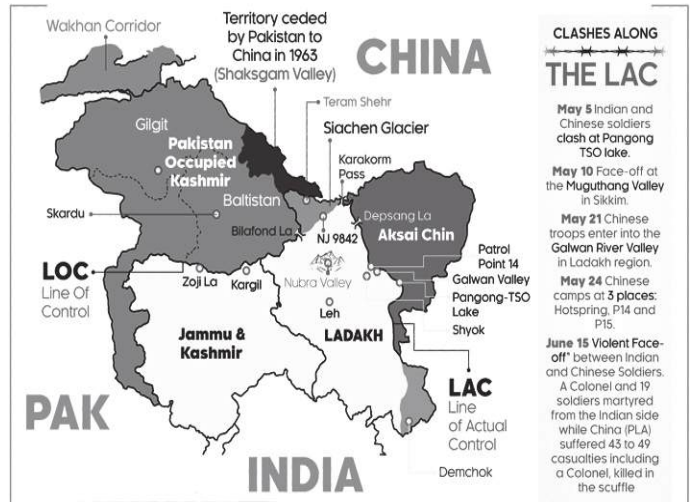 Wakhan Corridor
Territory ceded
by Pakistan to
China in 1963
(Shaksgam Valley)
CHINA
Teram Shehr
Siachen Glacier
Karakorm
Pass
Gilgit
Pakistan
Occupied
Kashmir
Baltistan
Skardu
Bilafond La
NJ 9842
Depsang La
Aksai Chin
Patrol
Point 14
Galwan Valley
Pangong-TSO
Lake
Shyok
LOC
Line Of
Control
Zoji La
Kargil
Nubra Valley
Leh
Jammu &
Kashmir
LADAKH
LAC
Line
of Actual
Control
PAK
INDIA
Demchok
CLASHES ALONG
THE LAC
May 5 Indian and
Chinese soldiers
clash at Pangong
TSO lake.
May 10 Face-off at
the Muguthang Valley
in Sikkim.
May 21 Chinese
troops enter into the
Galwan River Valley
in Ladakh region.
May 24 Chinese
camps at 3 places:
Hotspring, P14 and
P15.
June 15 Violent Face-
off" between Indian
and Chinese Soldiers.
A Colonel and 19
soldiers martyred
from the Indian side
while China (PLA)
suffered 43 to 49
casualties including
a Colonel, killed in
the scuffle